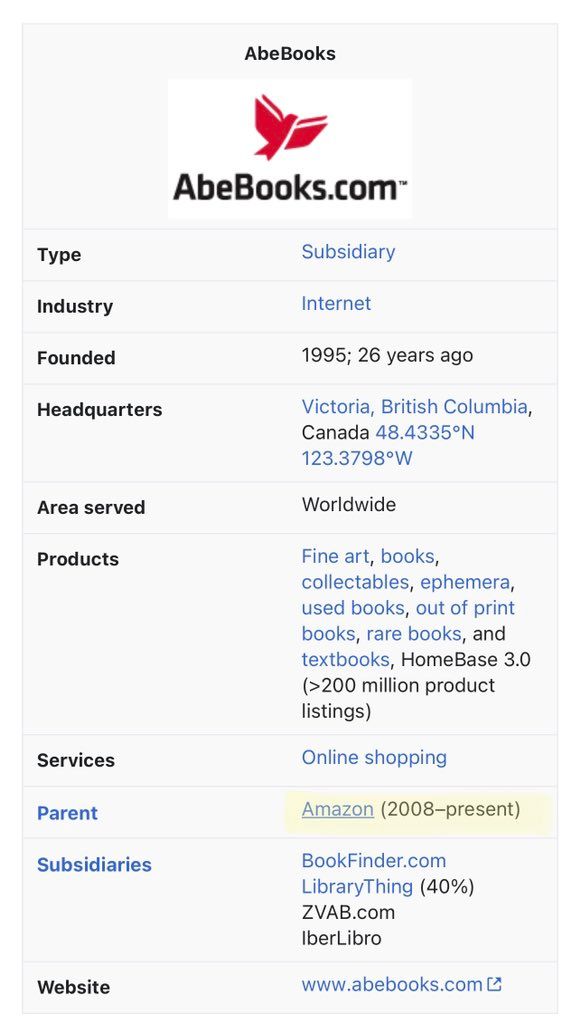 AbeBooks
AbeBooks.com™
Type
Subsidiary
Industry
Internet
Founded
1995; 26 years ago
Headquarters
Victoria, British Columbia,
Canada 48.4335°N
123.3798°W
Area served
Worldwide
Products
Fine art, books,
collectables, ephemera,
used books, out of print
books, rare books, and
textbooks, HomeBase 3.0
(>200 million product
listings)
Services
Online shopping
Parent
Amazon (2008–present)
Subsidiaries
BookFinder.com
LibraryThing (40%)
ZVAB.com
IberLibro
Website
www.abebooks.com